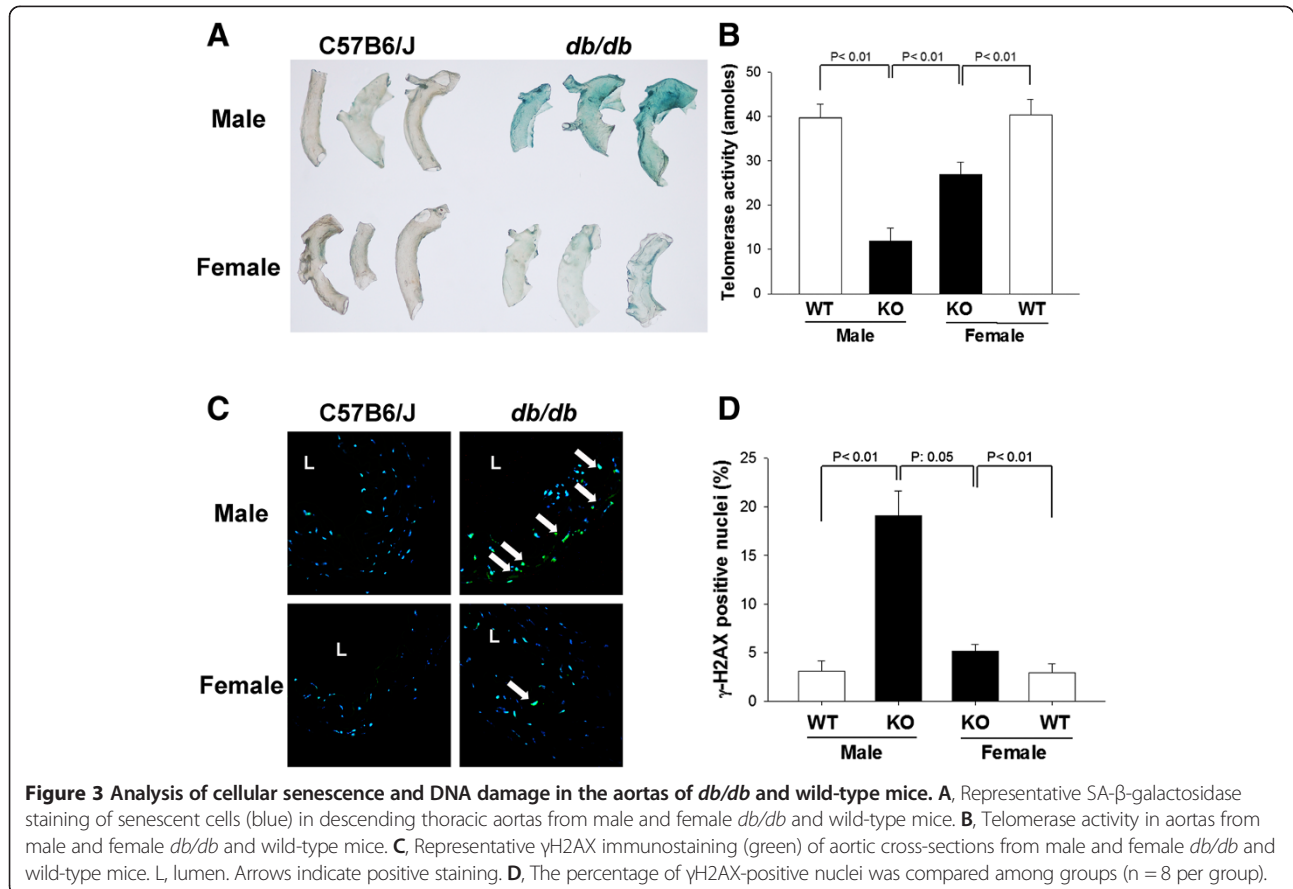 A
C57B6/J
db/db
Male
Female
B
P< 0.01
P< 0.01
P< 0.01
Telomerase activity (amoles)
50
40
30
20
10
0
WT
KO
KO
WT
Male
Female
C
C57B6/J
db/db
Male
L
L
Female
L
L
D
P< 0.01
P: 0.05
P< 0.01
γ-H2AX positive nuclei (%)
25
20
15
10
5
0
WT
KO
KO
WT
Male
Female
Figure 3 Analysis of cellular senescence and DNA damage in the aortas of db/db and wild-type mice. A, Representative SA-β-galactosidase
staining of senescent cells (blue) in descending thoracic aortas from male and female db/db and wild-type mice. B, Telomerase activity in aortas from
male and female db/db and wild-type mice. C, Representative γH2AX immunostaining (green) of aortic cross-sections from male and female db/db and
wild-type mice. L, lumen. Arrows indicate positive staining. D, The percentage of γH2AX-positive nuclei was compared among groups (n = 8 per group).